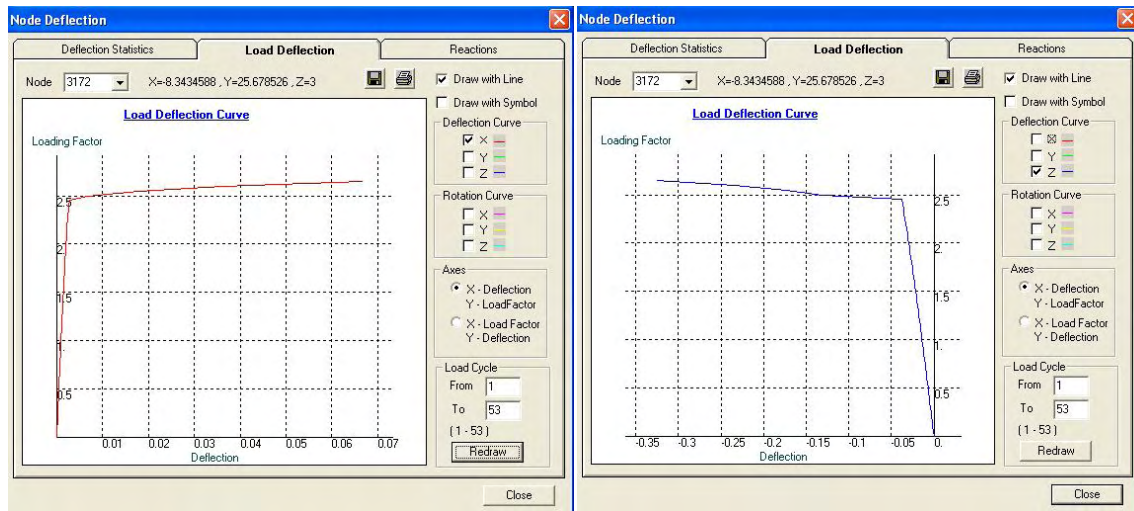 Node Deflection
Deflection Statistics
Load Deflection
Reactions
Node 3172 X=-8.3434588 , Y=25.678526 , Z=3
Draw with Line
Draw with Symbol
Load Deflection Curve
Loading Factor
2.5
2.
1.5
1.
0.5
0.01 0.02 0.03 0.04 0.05 0.06 0.07
Deflection
Deflection Curve
X
Y
Z
Rotation Curve
X
Y
Z
Axes
X - Deflection
Y - LoadFactor
X - Load Factor
Y - Deflection
Load Cycle
From 1
To 53
( 1 - 53 )
Redraw
Close
Node Deflection
Deflection Statistics
Load Deflection
Reactions
Node 3172 X=-8.3434588 , Y=25.678526 , Z=3
Draw with Line
Draw with Symbol
Load Deflection Curve
Loading Factor
2.5
2.
1.5
1.
0.5
-0.35 -0.3 -0.25 -0.2 -0.15 -0.1 -0.05 0.
Deflection
Deflection Curve
X
Y
Z
Rotation Curve
X
Y
Z
Axes
X - Deflection
Y - LoadFactor
X - Load Factor
Y - Deflection
Load Cycle
From 1
To 53
( 1 - 53 )
Redraw
Close